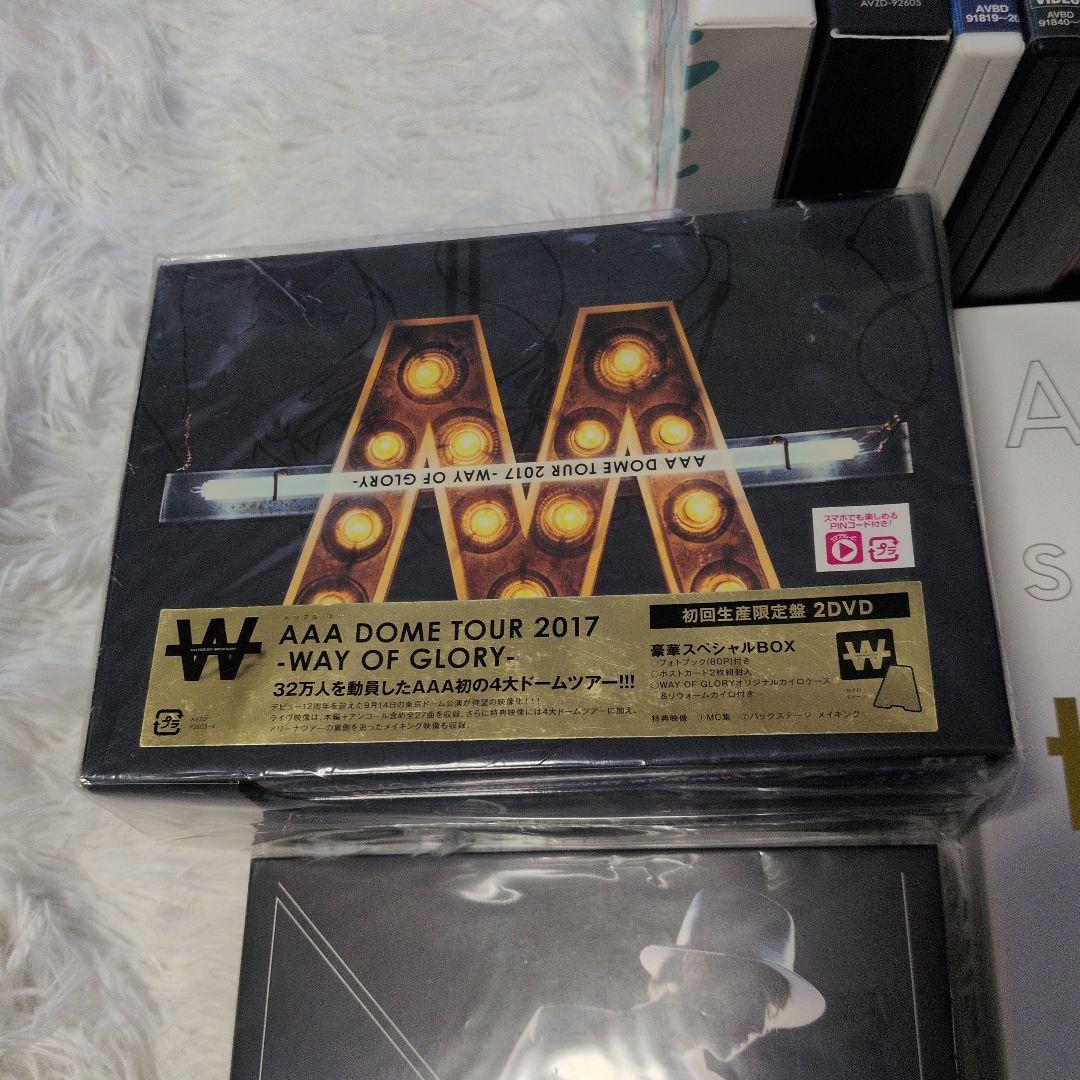 AVZD-92605
AVBD
91819~20
VIDEO
AVBD
91840~
AAA DOME TOUR 2017 -WAY OF GLORY-
スマホでも楽しめる
PINコード付き!
プラ
W
AAA DOME TOUR 2017
-WAY OF GLORY-
32万人を動員したAAA初の4大ドームツアー!!!
デビュー12周年を迎えた9月14日の東京ドーム公演が待望の映像化!!!
ライヴ映像は、本編+アンコール含め全27曲を収録。さらに特典映像には4大ドームツアーに加え、
アリーナツアーの裏側を追ったメイキング映像も収録。
プラ
AVZD
92603~4
初回生産限定盤 2DVD
豪華スペシャルBOX
○フォトブック(80P)付き
○ポストカード2枚組封入
○WAY OF GLORYオリジナルカイロケース
&リウォームカイロ付き
特典映像 ①MC集 ②バックステージ・メイキング
W
A
S
t